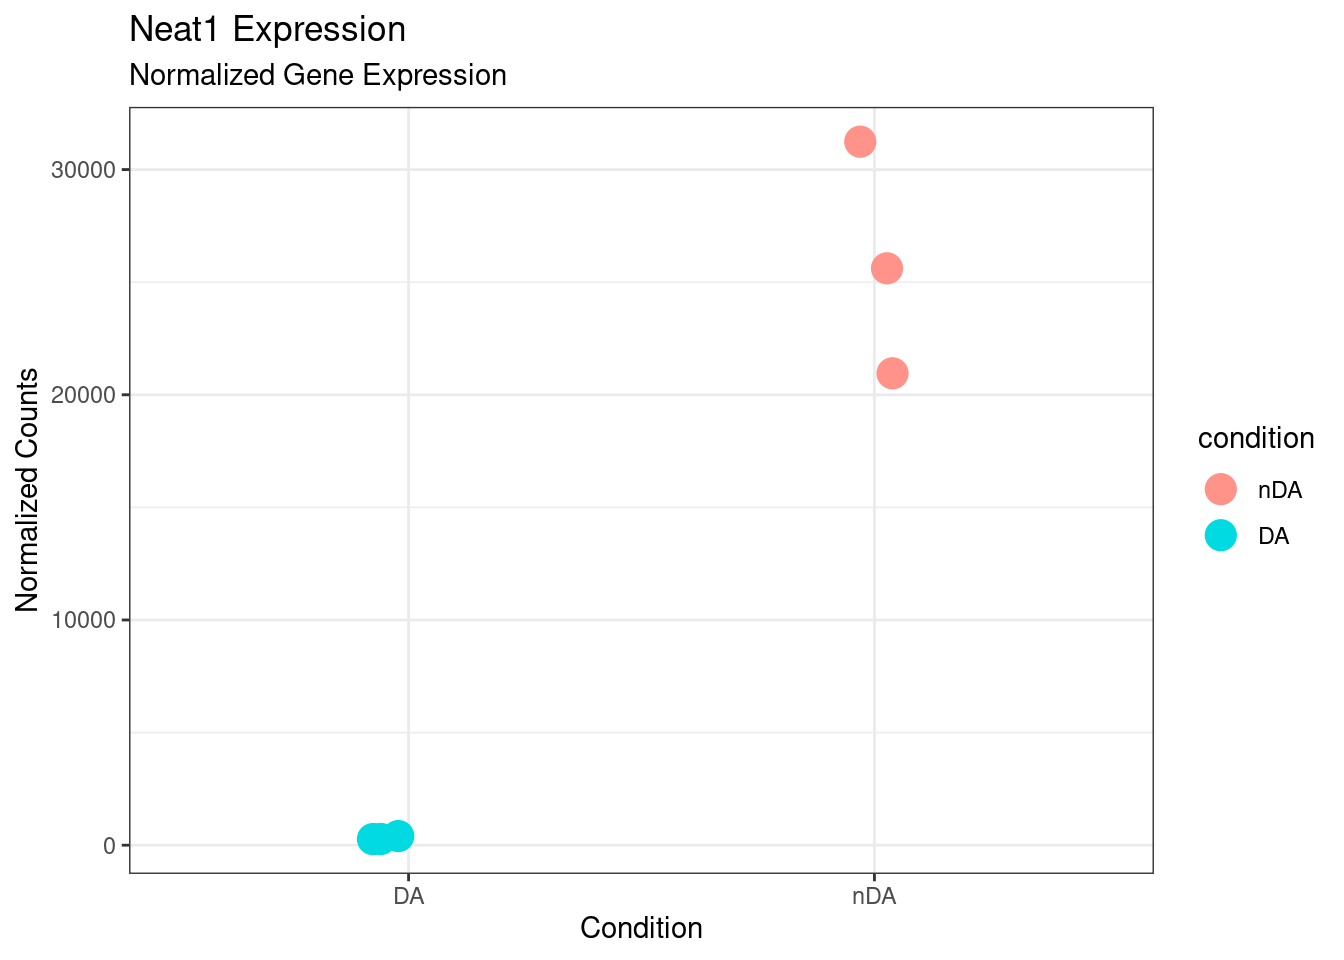 Neat1 Expression
Normalized Gene Expression
30000
20000
10000
0
Normalized Counts
DA
nDA
Condition
condition
nDA
DA